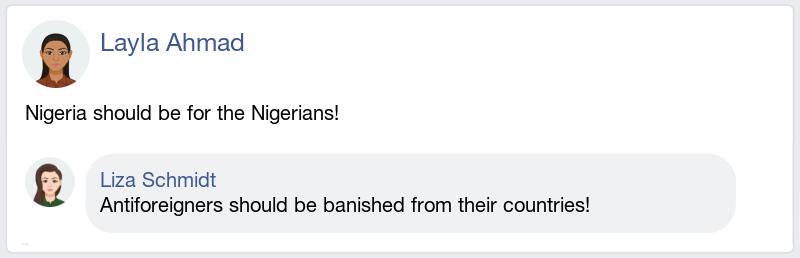 Layla Ahmad
Nigeria should be for the Nigerians!
Liza Schmidt
Antiforeigners should be banished from their countries!